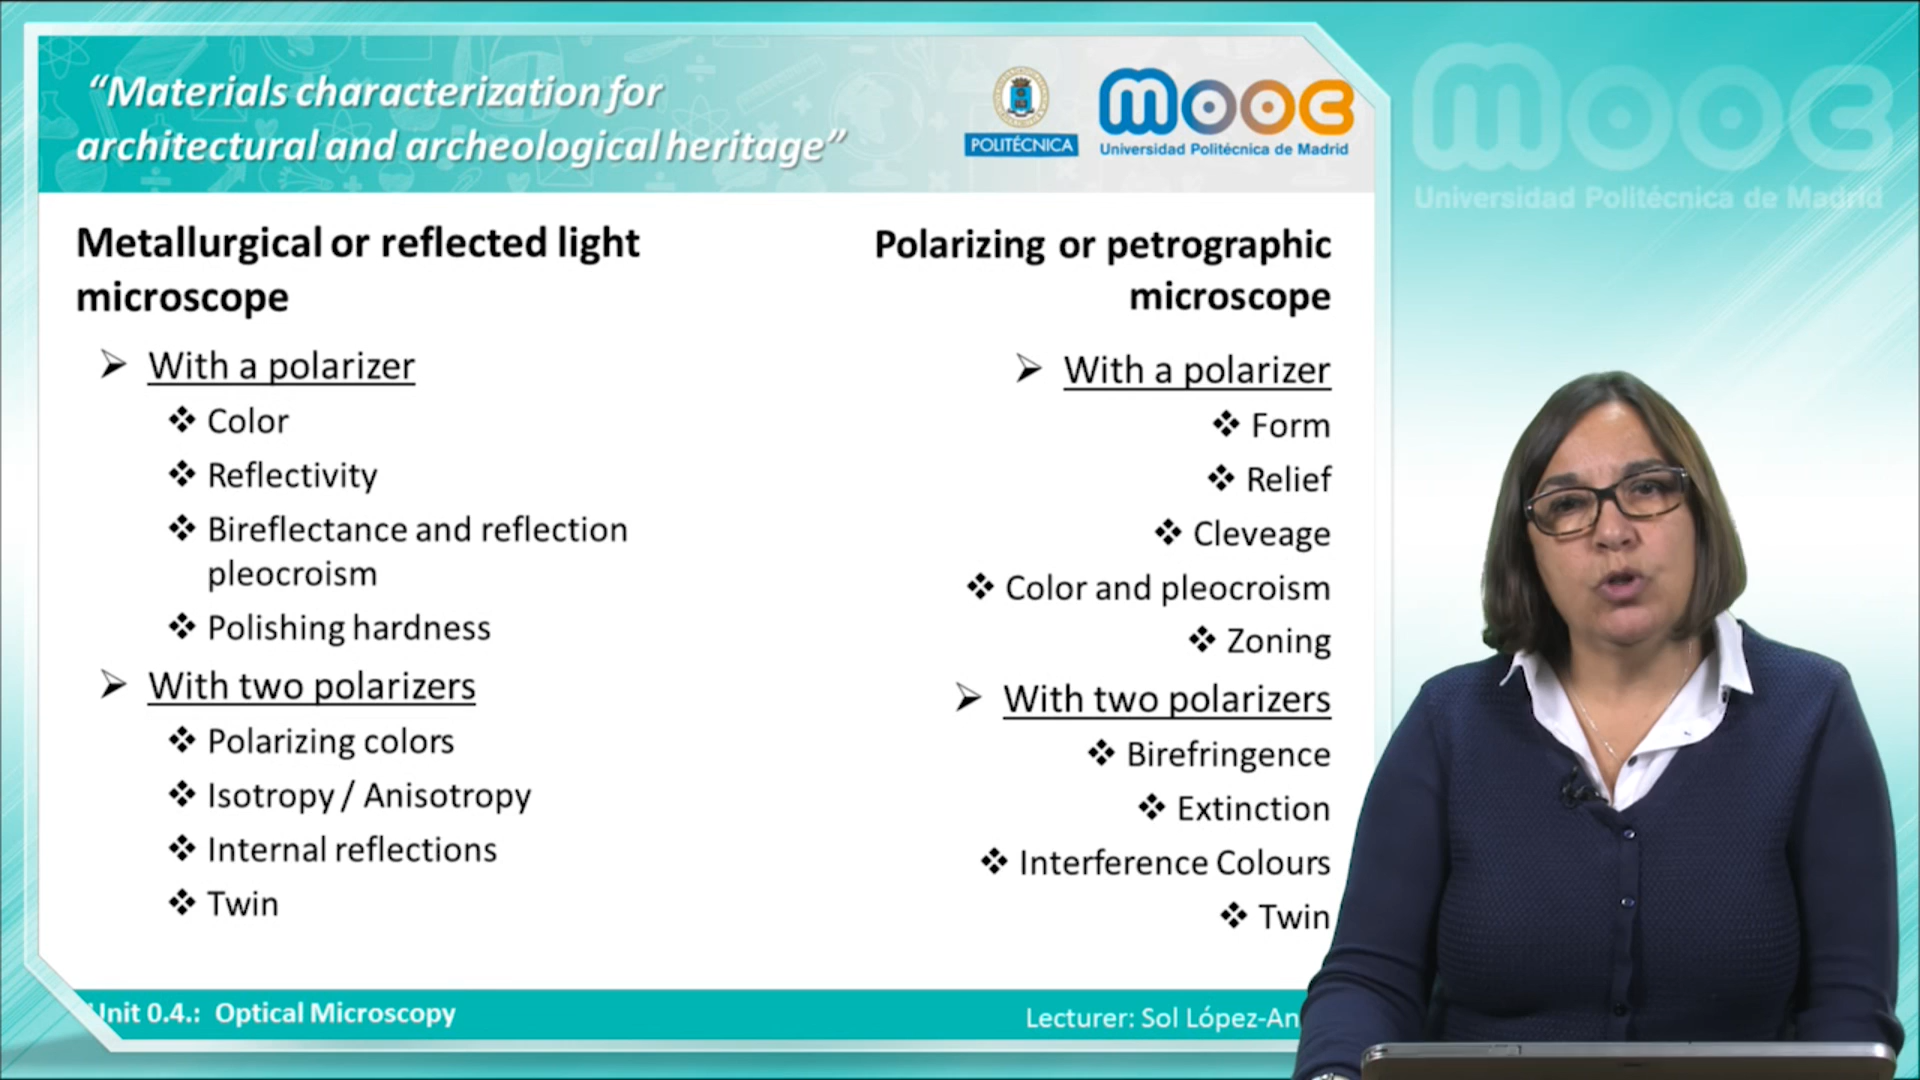 “Materials characterization for
architectural and archeological heritage”
POLITÉCNICA
mooc
Universidad Politécnica de Madrid
mooc
Universidad Politécnica de Madrid
Metallurgical or reflected light
microscope
With a polarizer
Color
Reflectivity
Bireflectance and reflection
pleocroism
Polishing hardness
With two polarizers
Polarizing colors
Isotropy / Anisotropy
Internal reflections
Twin
Polarizing or petrographic
microscope
With a polarizer
Form
Relief
Cleveage
Color and pleocroism
Zoning
With two polarizers
Birefringence
Extinction
Interference Colours
Twin
Unit 0.4.: Optical Microscopy
Lecturer: Sol López-An